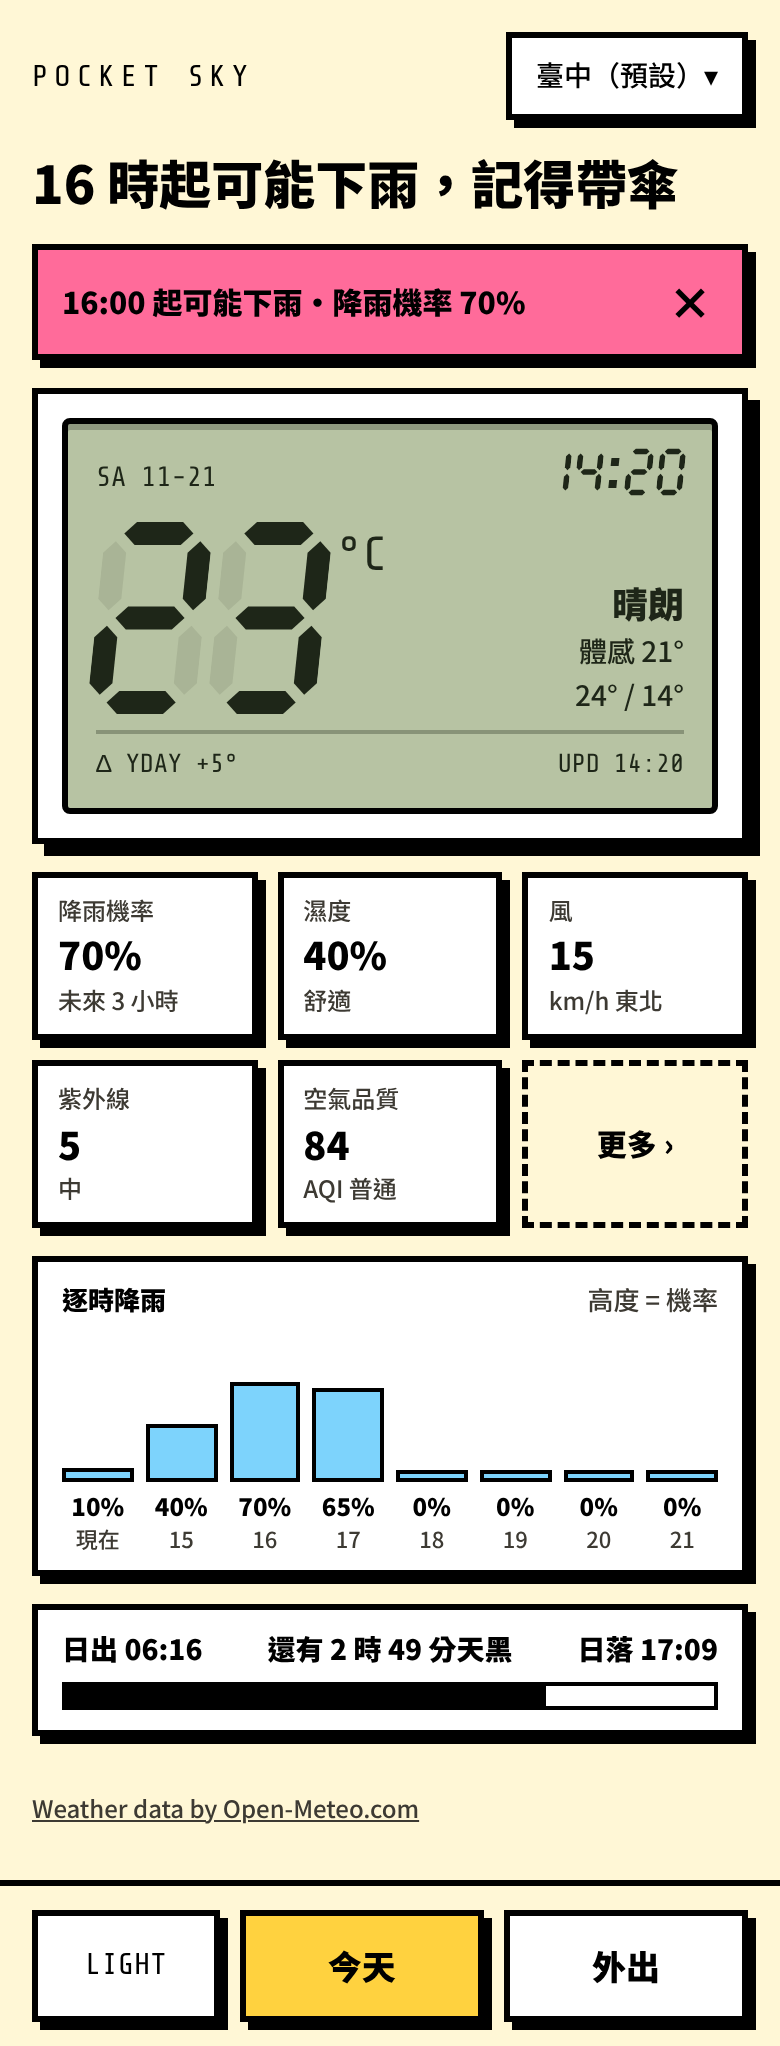 POCKET SKY
臺中（預設）▾
16 時起可能下雨，記得帶傘
16:00 起可能下雨・降雨機率 70%
✕
SA 11-21
14:20
23 °C
晴朗
體感 21°
24° / 14°
Δ YDAY +5°
UPD 14:20
降雨機率
70%
未來 3 小時
濕度
40%
舒適
風
15
km/h 東北
紫外線
5
中
空氣品質
84
AQI 普通
更多 ›
逐時降雨
高度 = 機率
10% 40% 70% 65% 0% 0% 0% 0%
現在 15 16 17 18 19 20 21
日出 06:16
還有 2 時 49 分天黑
日落 17:09
Weather data by Open-Meteo.com
LIGHT
今天
外出